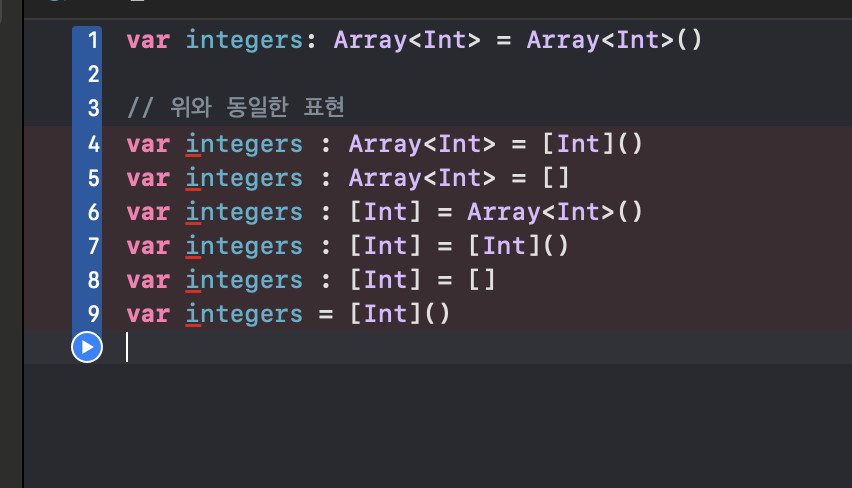 1 var integers: Array<Int> = Array<Int>()
2
3 // 위와 동일한 표현
4 var integers : Array<Int> = [Int]()
5 var integers : Array<Int> = []
6 var integers : [Int] = Array<Int>()
7 var integers : [Int] = [Int]()
8 var integers : [Int] = []
9 var integers = [Int]()